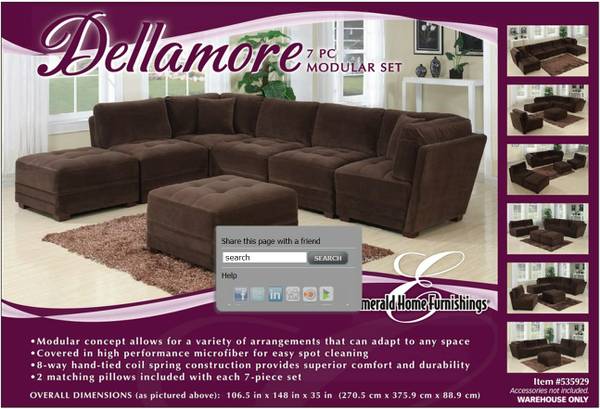 Dellamore 7 PC
MODULAR SET
Share this page with a friend
search SEARCH
Help
merald Home Furnishings
•Modular concept allows for a variety of arrangements that can adapt to any space
•Covered in high performance microfiber for easy spot cleaning
•8-way hand-tied coil spring construction provides superior comfort and durability
•2 matching pillows included with each 7-piece set
OVERALL DIMENSIONS (as pictured above): 106.5 in x 148 in x 35 in (270.5 cm x 375.9 cm x 88.9 cm)
Item #535929
Accessories not included.
WAREHOUSE ONLY